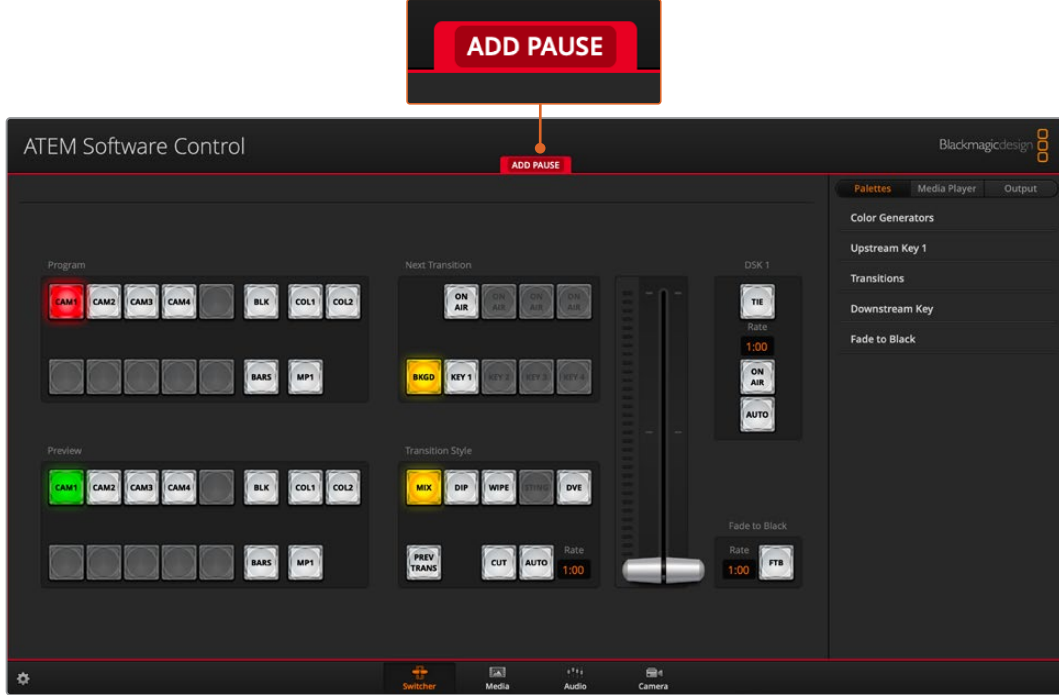 ADD PAUSE
ATEM Software Control
Blackmagicdesign
ADD PAUSE
Palettes Media Player Output
Color Generators
Upstream Key 1
Transitions
Downstream Key
Fade to Black
Program
CAM1 CAM2 CAM3 CAM4 BLK COL1 COL2
BARS MP1
Next Transition
ON AIR ON AIR ON AIR ON AIR
BKGD KEY 1 KEY 2 KEY 3 KEY 4
DSK 1
TIE
Rate
1:00
ON
AIR
AUTO
Preview
CAM1 CAM2 CAM3 CAM4 BLK COL1 COL2
BARS MP1
Transition Style
MIX DIP WIPE STING DVE
PREV
TRANS
CUT AUTO
Rate
1:00
Fade to Black
Rate
1:00
FTB
Switcher Media Audio Camera